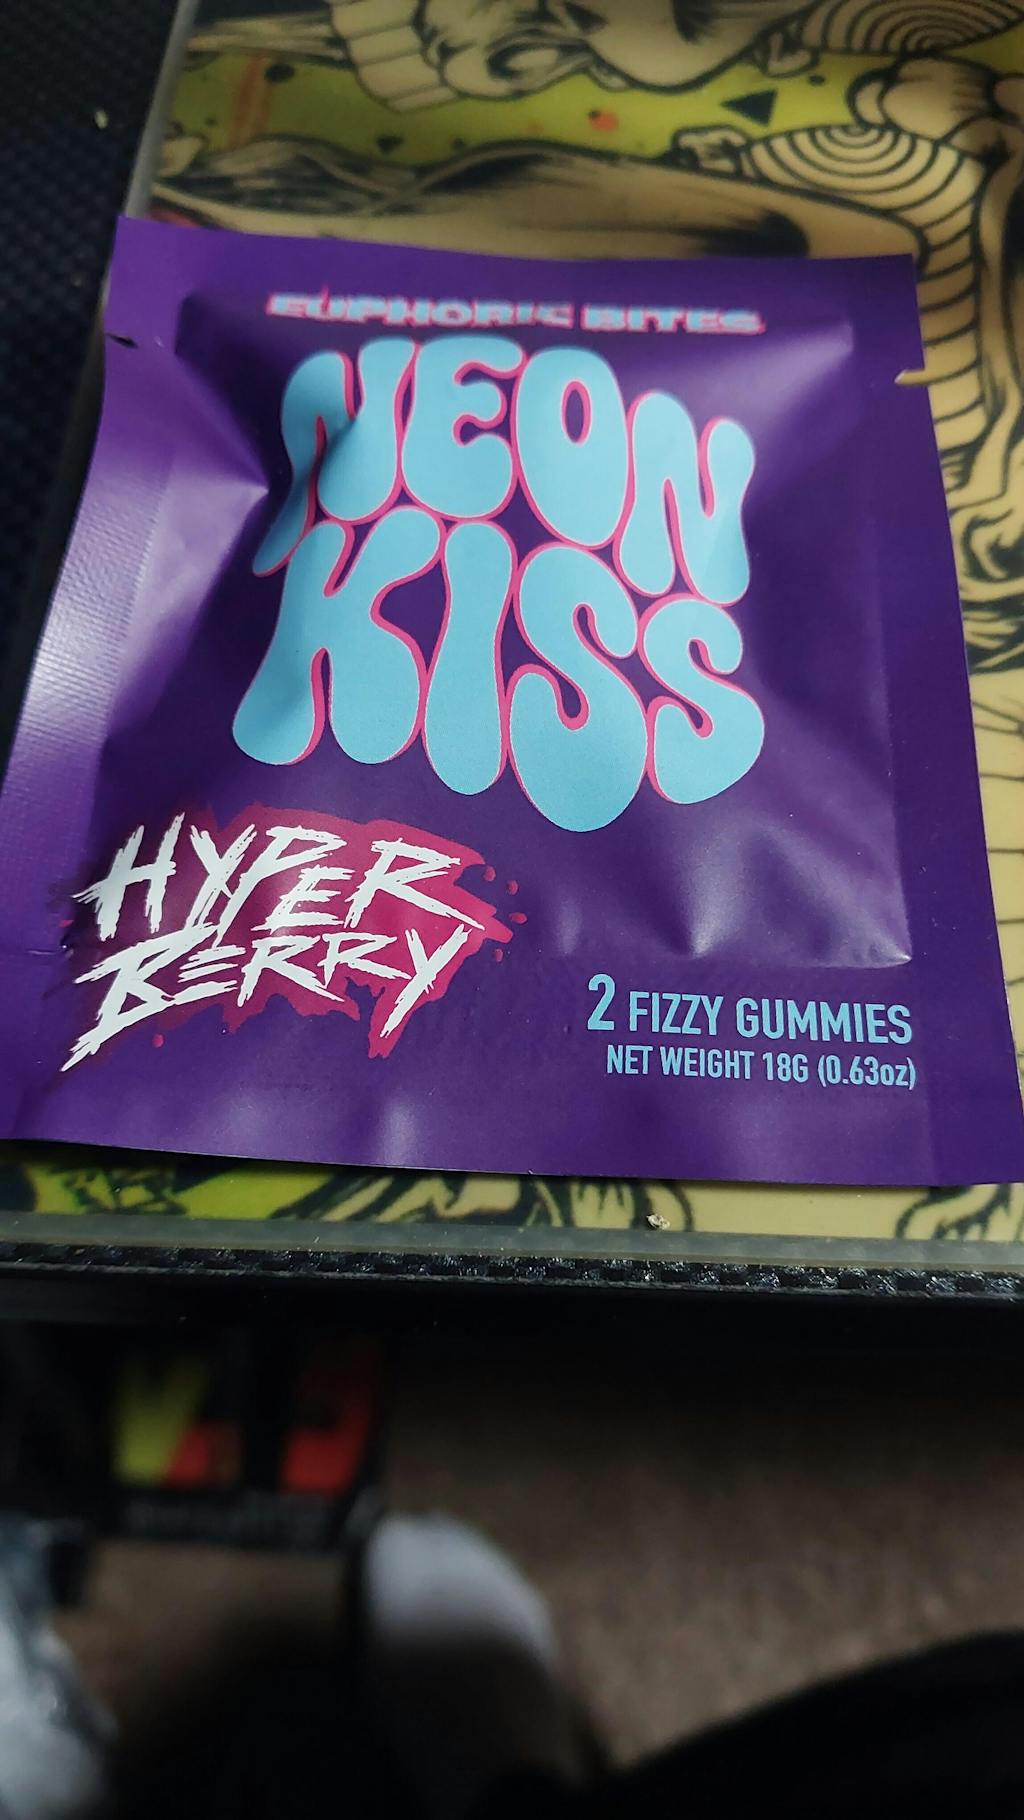 EUPHORIC BITES
NEON
KISS
HYPER
BERRY
2 FIZZY GUMMIES
NET WEIGHT 18G (0.63oz)